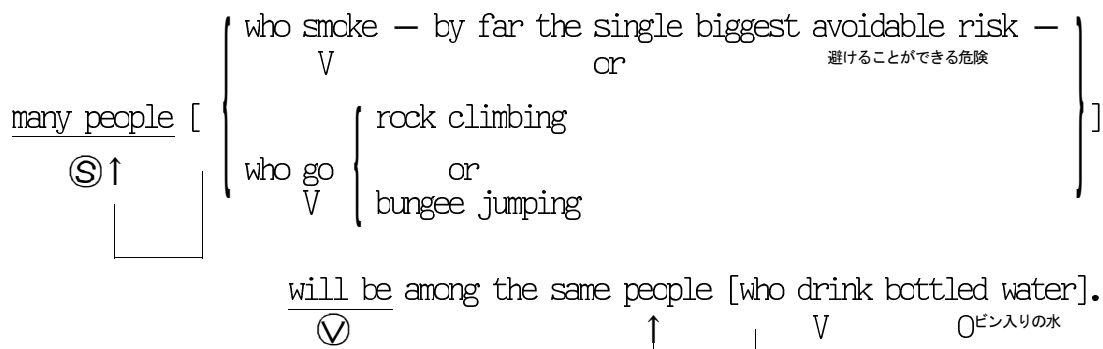 who smoke — by far the single biggest avoidable risk —
V or 避けることができる危険
many people [ rock climbing ]
Ⓢ↑ who go or
V bungee jumping
will be among the same people [who drink bottled water].
Ⓥ ↑ V O ビン入りの水